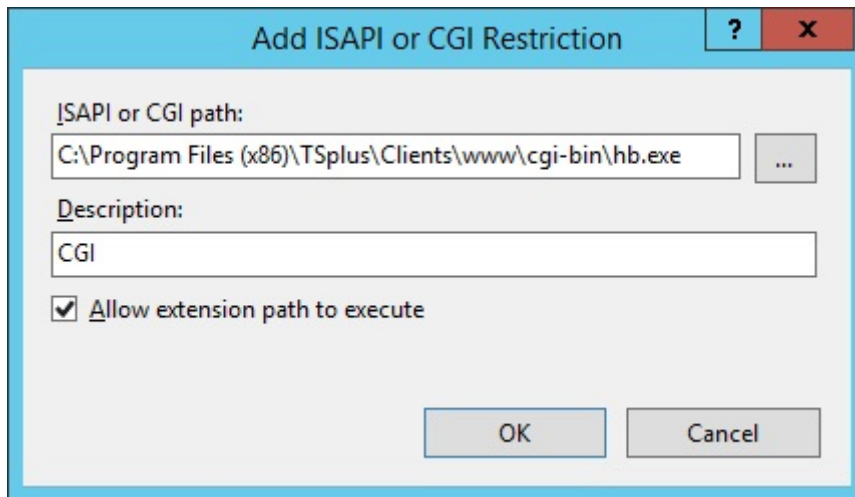 Add ISAPI or CGI Restriction
?
x
ISAPI or CGI path:
C:\Program Files (x86)\TSplus\Clients\www\cgi-bin\hb.exe
...
Description:
CGI
Allow extension path to execute
OK
Cancel